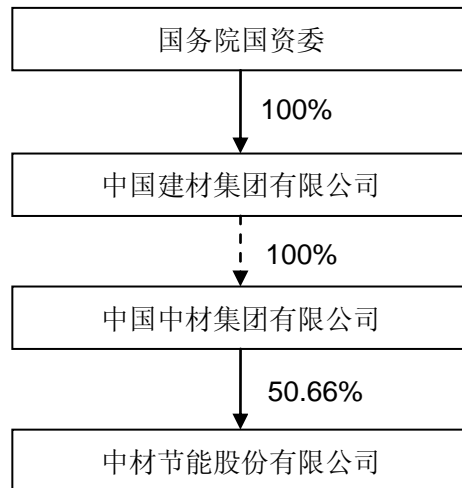 国务院国资委
100%
中国建材集团有限公司
100%
中国中材集团有限公司
50.66%
中材节能股份有限公司